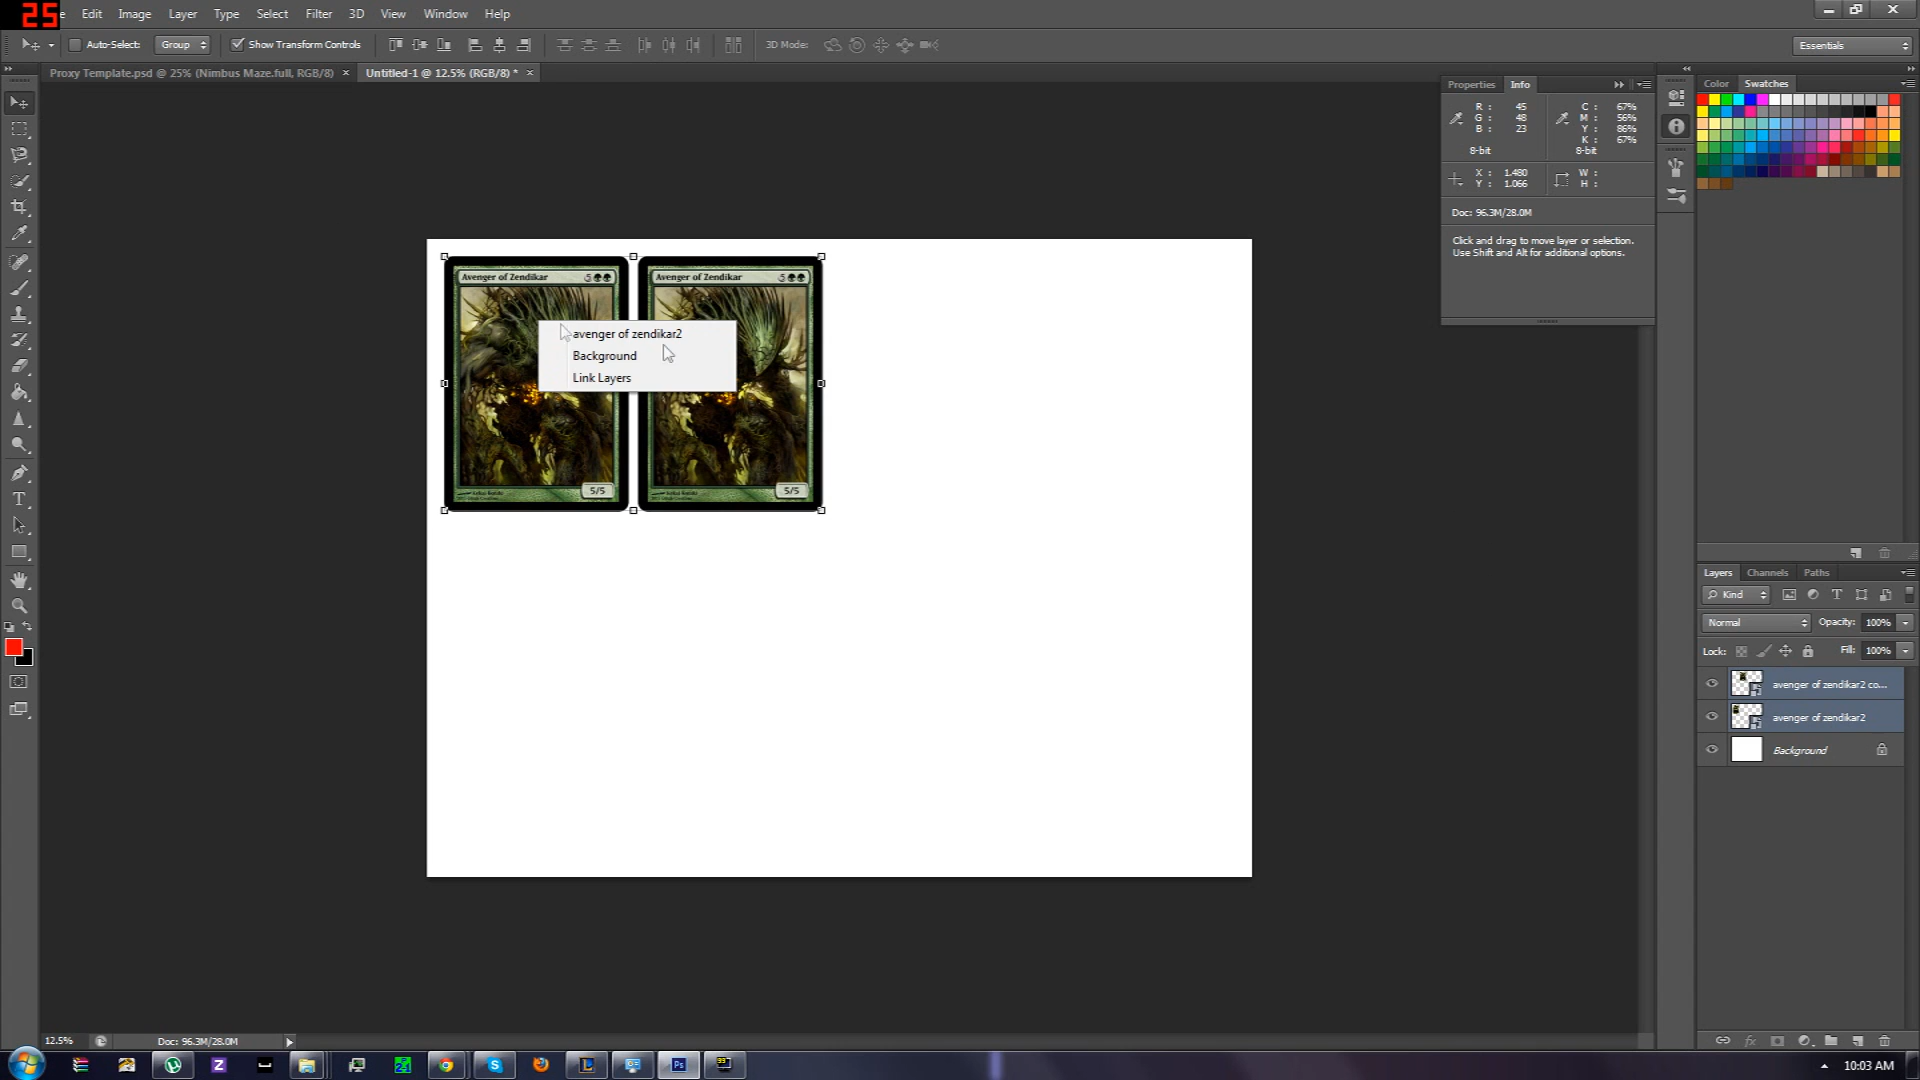 25
e Edit Image Layer Type Select Filter 3D View Window Help
Auto-Select: Group Show Transform Controls 3D Mode: Essentials
Proxy Template.psd @ 25% (Nimbus Maze.full, RGB/8) × Untitled-1 @ 12.5% (RGB/8) * ×
Properties Info
R : 45 C : 67%
G : 48 M : 56%
B : 23 Y : 86%
K : 67%
8-bit 8-bit
X : 1.480 W :
Y : 1.066 H :
Doc: 96.3M/28.0M
Click and drag to move layer or selection.
Use Shift and Alt for additional options.
Color Swatches
Avenger of Zendikar 5
Avenger of Zendikar 5
avenger of zendikar2
Background
Link Layers
5/5
5/5
Layers Channels Paths
Kind
Normal Opacity: 100%
Lock: Fill: 100%
avenger of zendikar2 co...
avenger of zendikar2
Background
12.5% Doc: 96.3M/28.0M
Z S L Ps 33
10:03 AM